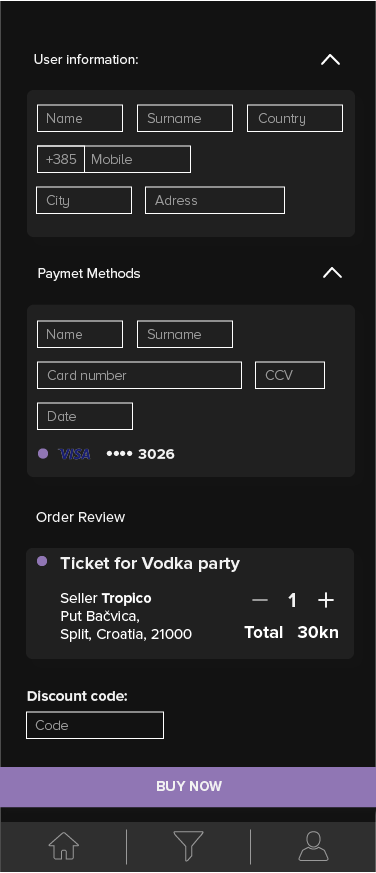 User information:
Name Surname Country
+385 Mobile
City Adress
Paymet Methods
Name Surname
Card number CCV
Date
VISA •••• 3026
Order Review
Ticket for Vodka party
Seller Tropico
Put Bačvica,
Split, Croatia, 21000
1
Total 30kn
Discount code:
Code
BUY NOW